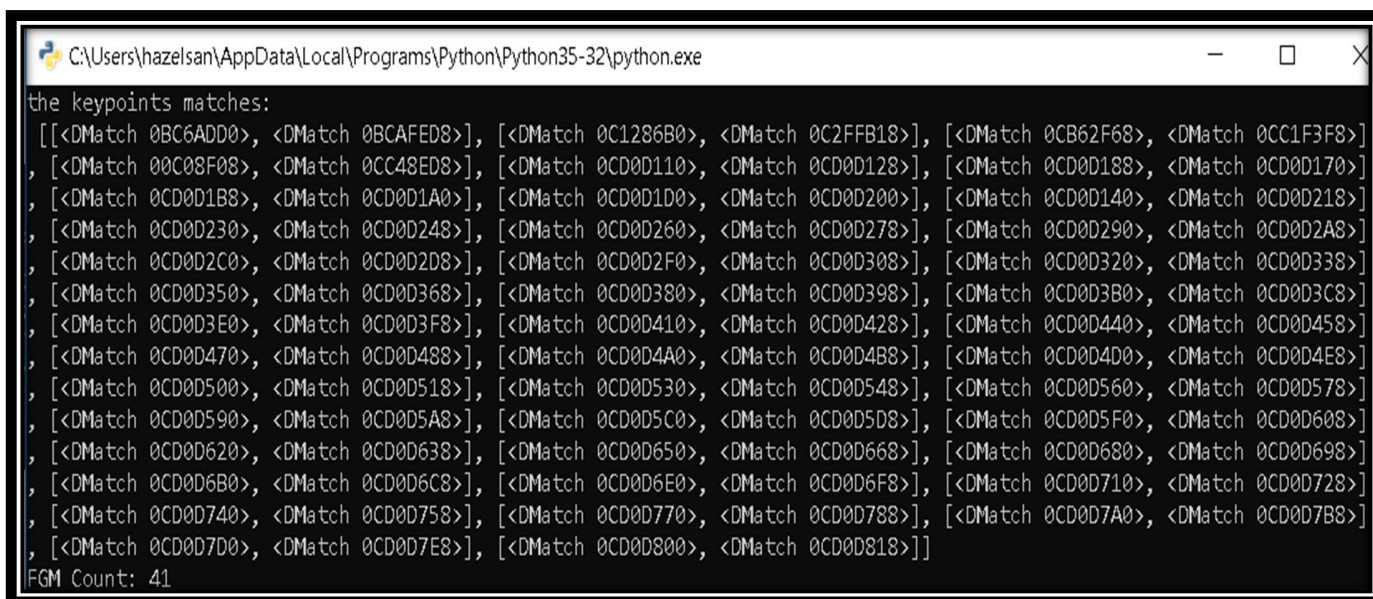 C:\Users\hazelsan\AppData\Local\Programs\Python\Python35-32\python.exe
the keypoints matches:
[[<DMatch 0BC6ADD0>, <DMatch 0BCAFED8>], [<DMatch 0C1286B0>, <DMatch 0C2FFB18>], [<DMatch 0CB62F68>, <DMatch 0CC1F3F8>]
, [<DMatch 00C08F08>, <DMatch 0CC48ED8>], [<DMatch 0CD0D110>, <DMatch 0CD0D128>], [<DMatch 0CD0D188>, <DMatch 0CD0D170>]
, [<DMatch 0CD0D1B8>, <DMatch 0CD0D1A0>], [<DMatch 0CD0D1D0>, <DMatch 0CD0D200>], [<DMatch 0CD0D140>, <DMatch 0CD0D218>]
, [<DMatch 0CD0D230>, <DMatch 0CD0D248>], [<DMatch 0CD0D260>, <DMatch 0CD0D278>], [<DMatch 0CD0D290>, <DMatch 0CD0D2A8>]
, [<DMatch 0CD0D2C0>, <DMatch 0CD0D2D8>], [<DMatch 0CD0D2F0>, <DMatch 0CD0D308>], [<DMatch 0CD0D320>, <DMatch 0CD0D338>]
, [<DMatch 0CD0D350>, <DMatch 0CD0D368>], [<DMatch 0CD0D380>, <DMatch 0CD0D398>], [<DMatch 0CD0D3B0>, <DMatch 0CD0D3C8>]
, [<DMatch 0CD0D3E0>, <DMatch 0CD0D3F8>], [<DMatch 0CD0D410>, <DMatch 0CD0D428>], [<DMatch 0CD0D440>, <DMatch 0CD0D458>]
, [<DMatch 0CD0D470>, <DMatch 0CD0D488>], [<DMatch 0CD0D4A0>, <DMatch 0CD0D4B8>], [<DMatch 0CD0D4D0>, <DMatch 0CD0D4E8>]
, [<DMatch 0CD0D500>, <DMatch 0CD0D518>], [<DMatch 0CD0D530>, <DMatch 0CD0D548>], [<DMatch 0CD0D560>, <DMatch 0CD0D578>]
, [<DMatch 0CD0D590>, <DMatch 0CD0D5A8>], [<DMatch 0CD0D5C0>, <DMatch 0CD0D5D8>], [<DMatch 0CD0D5F0>, <DMatch 0CD0D608>]
, [<DMatch 0CD0D620>, <DMatch 0CD0D638>], [<DMatch 0CD0D650>, <DMatch 0CD0D668>], [<DMatch 0CD0D680>, <DMatch 0CD0D698>]
, [<DMatch 0CD0D6B0>, <DMatch 0CD0D6C8>], [<DMatch 0CD0D6E0>, <DMatch 0CD0D6F8>], [<DMatch 0CD0D710>, <DMatch 0CD0D728>]
, [<DMatch 0CD0D740>, <DMatch 0CD0D758>], [<DMatch 0CD0D770>, <DMatch 0CD0D788>], [<DMatch 0CD0D7A0>, <DMatch 0CD0D7B8>]
, [<DMatch 0CD0D7D0>, <DMatch 0CD0D7E8>], [<DMatch 0CD0D800>, <DMatch 0CD0D818>]]
FGM Count: 41